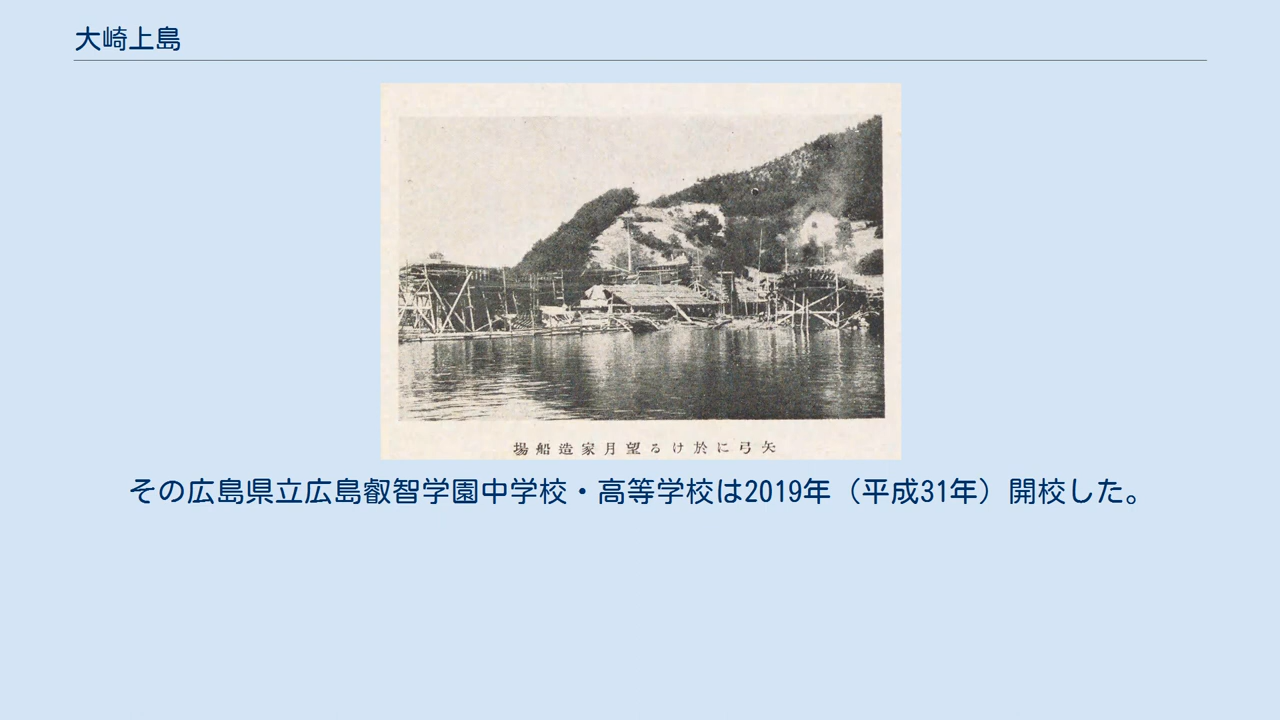 大崎上島
場船造家月望るけ於に弓矢
その広島県立広島叡智学園中学校・高等学校は2019年（平成31年）開校した。